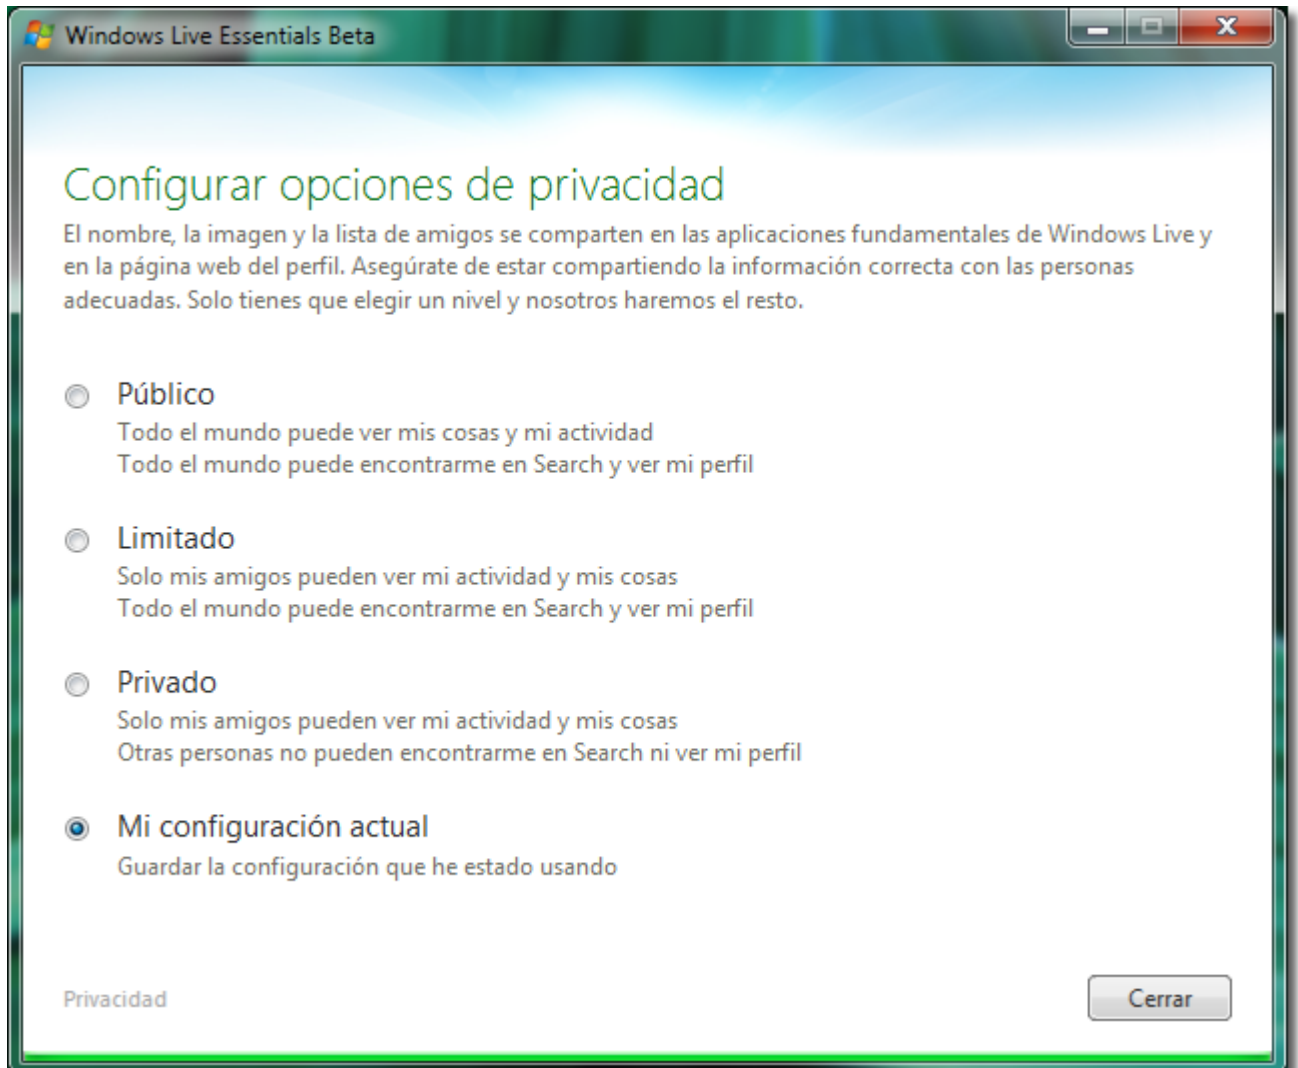 Windows Live Essentials Beta
Configurar opciones de privacidad
El nombre, la imagen y la lista de amigos se comparten en las aplicaciones fundamentales de Windows Live y
en la página web del perfil. Asegúrate de estar compartiendo la información correcta con las personas
adecuadas. Solo tienes que elegir un nivel y nosotros haremos el resto.
Público
Todo el mundo puede ver mis cosas y mi actividad
Todo el mundo puede encontrarme en Search y ver mi perfil
Limitado
Solo mis amigos pueden ver mi actividad y mis cosas
Todo el mundo puede encontrarme en Search y ver mi perfil
Privado
Solo mis amigos pueden ver mi actividad y mis cosas
Otras personas no pueden encontrarme en Search ni ver mi perfil
Mi configuración actual
Guardar la configuración que he estado usando
Privacidad
Cerrar